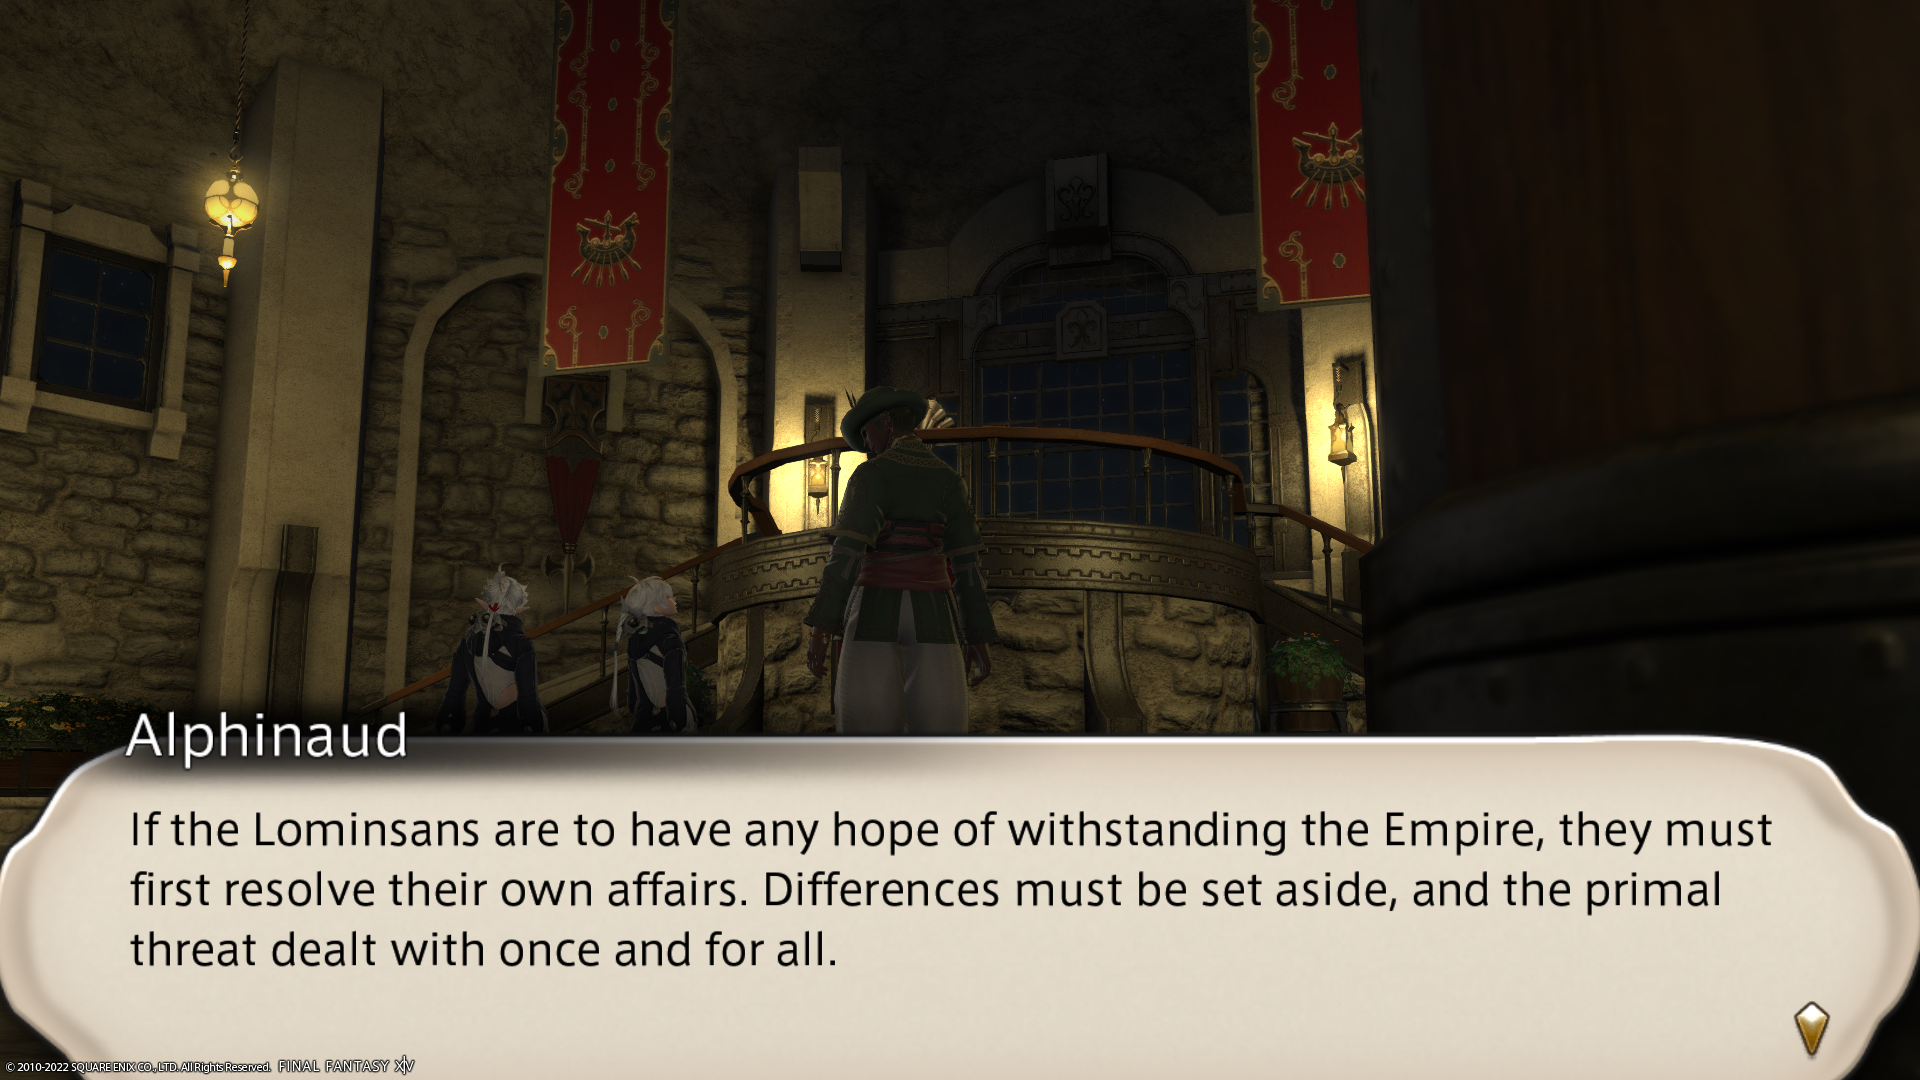 Alphinaud
If the Lominsans are to have any hope of withstanding the Empire, they must
first resolve their own affairs. Differences must be set aside, and the primal
threat dealt with once and for all.
© 2010-2022 SQUARE ENIX CO., LTD. All Rights Reserved. FINAL FANTASY XIV